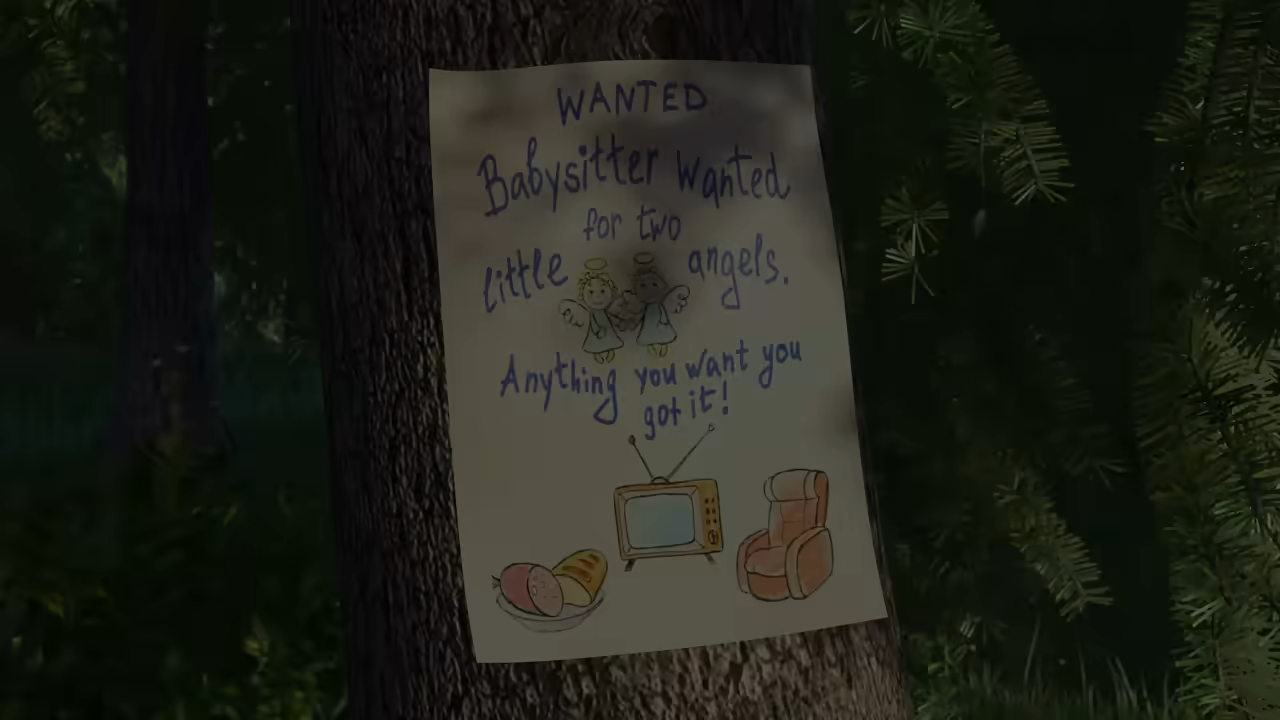 WANTED
Babysitter Wanted
for two
little angels.
Anything you want you
got it!